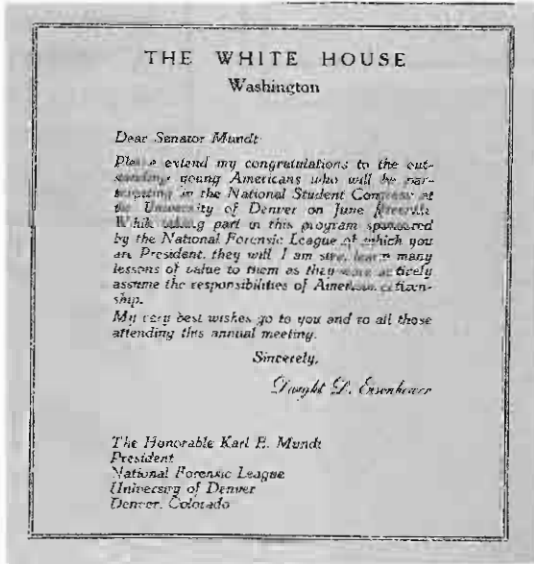 THE WHITE HOUSE
Washington
Dear Senator Mundt
Please extend my congratulations to the out-
standing young Americans who will be par-
ticipating in the National Student Congress at
the University of Denver on June
While taking part in this program sponsored
by the National Forensic League of which you
are President, they will I am sure, learn many
lessons of value to them as they more actively
assume the responsibilities of American citizen-
ship.
My very best wishes go to you and to all those
attending this annual meeting.
Sincerely,
Dwight D. Eisenhower
The Honorable Karl E. Mundt
President
National Forensic League
University of Denver
Denver, Colorado